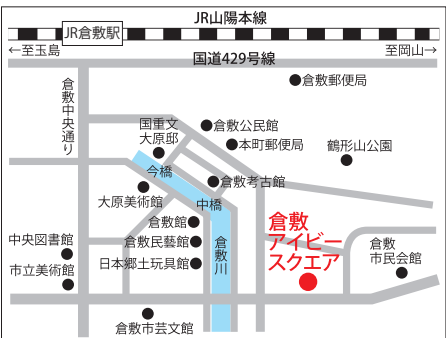 JR山陽本線
JR倉敷駅
←至玉島
至岡山→
国道429号線
倉敷郵便局
倉敷中央通り
国重文
大原邸
倉敷公民館
本町郵便局
鶴形山公園
今橋
倉敷考古館
大原美術館
中橋
倉敷館
倉敷
アイビー
スクエア
中央図書館
倉敷民藝館
倉敷川
倉敷
市民会館
市立美術館
日本郷土玩具館
倉敷市芸文館